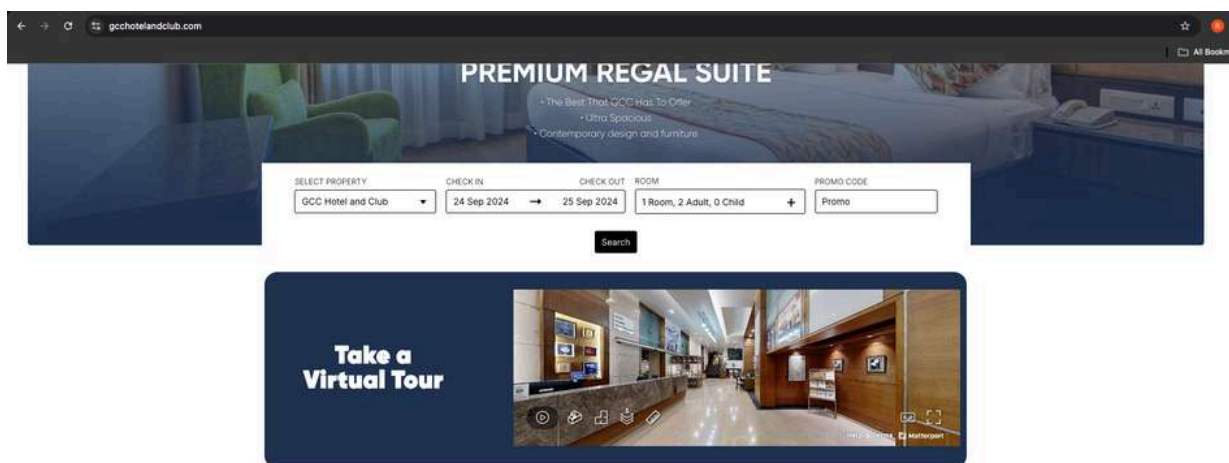 gcchotelandclub.com
All Bookm
PREMIUM REGAL SUITE
• The Best That GCC Has To Offer
• Ultra Spacious
• Contemporary design and furniture
SELECT PROPERTY CHECK IN CHECK OUT ROOM PROMO CODE
GCC Hotel and Club 24 Sep 2024 → 25 Sep 2024 1 Room, 2 Adult, 0 Child + Promo
Search
Take a
Virtual Tour
Matterport